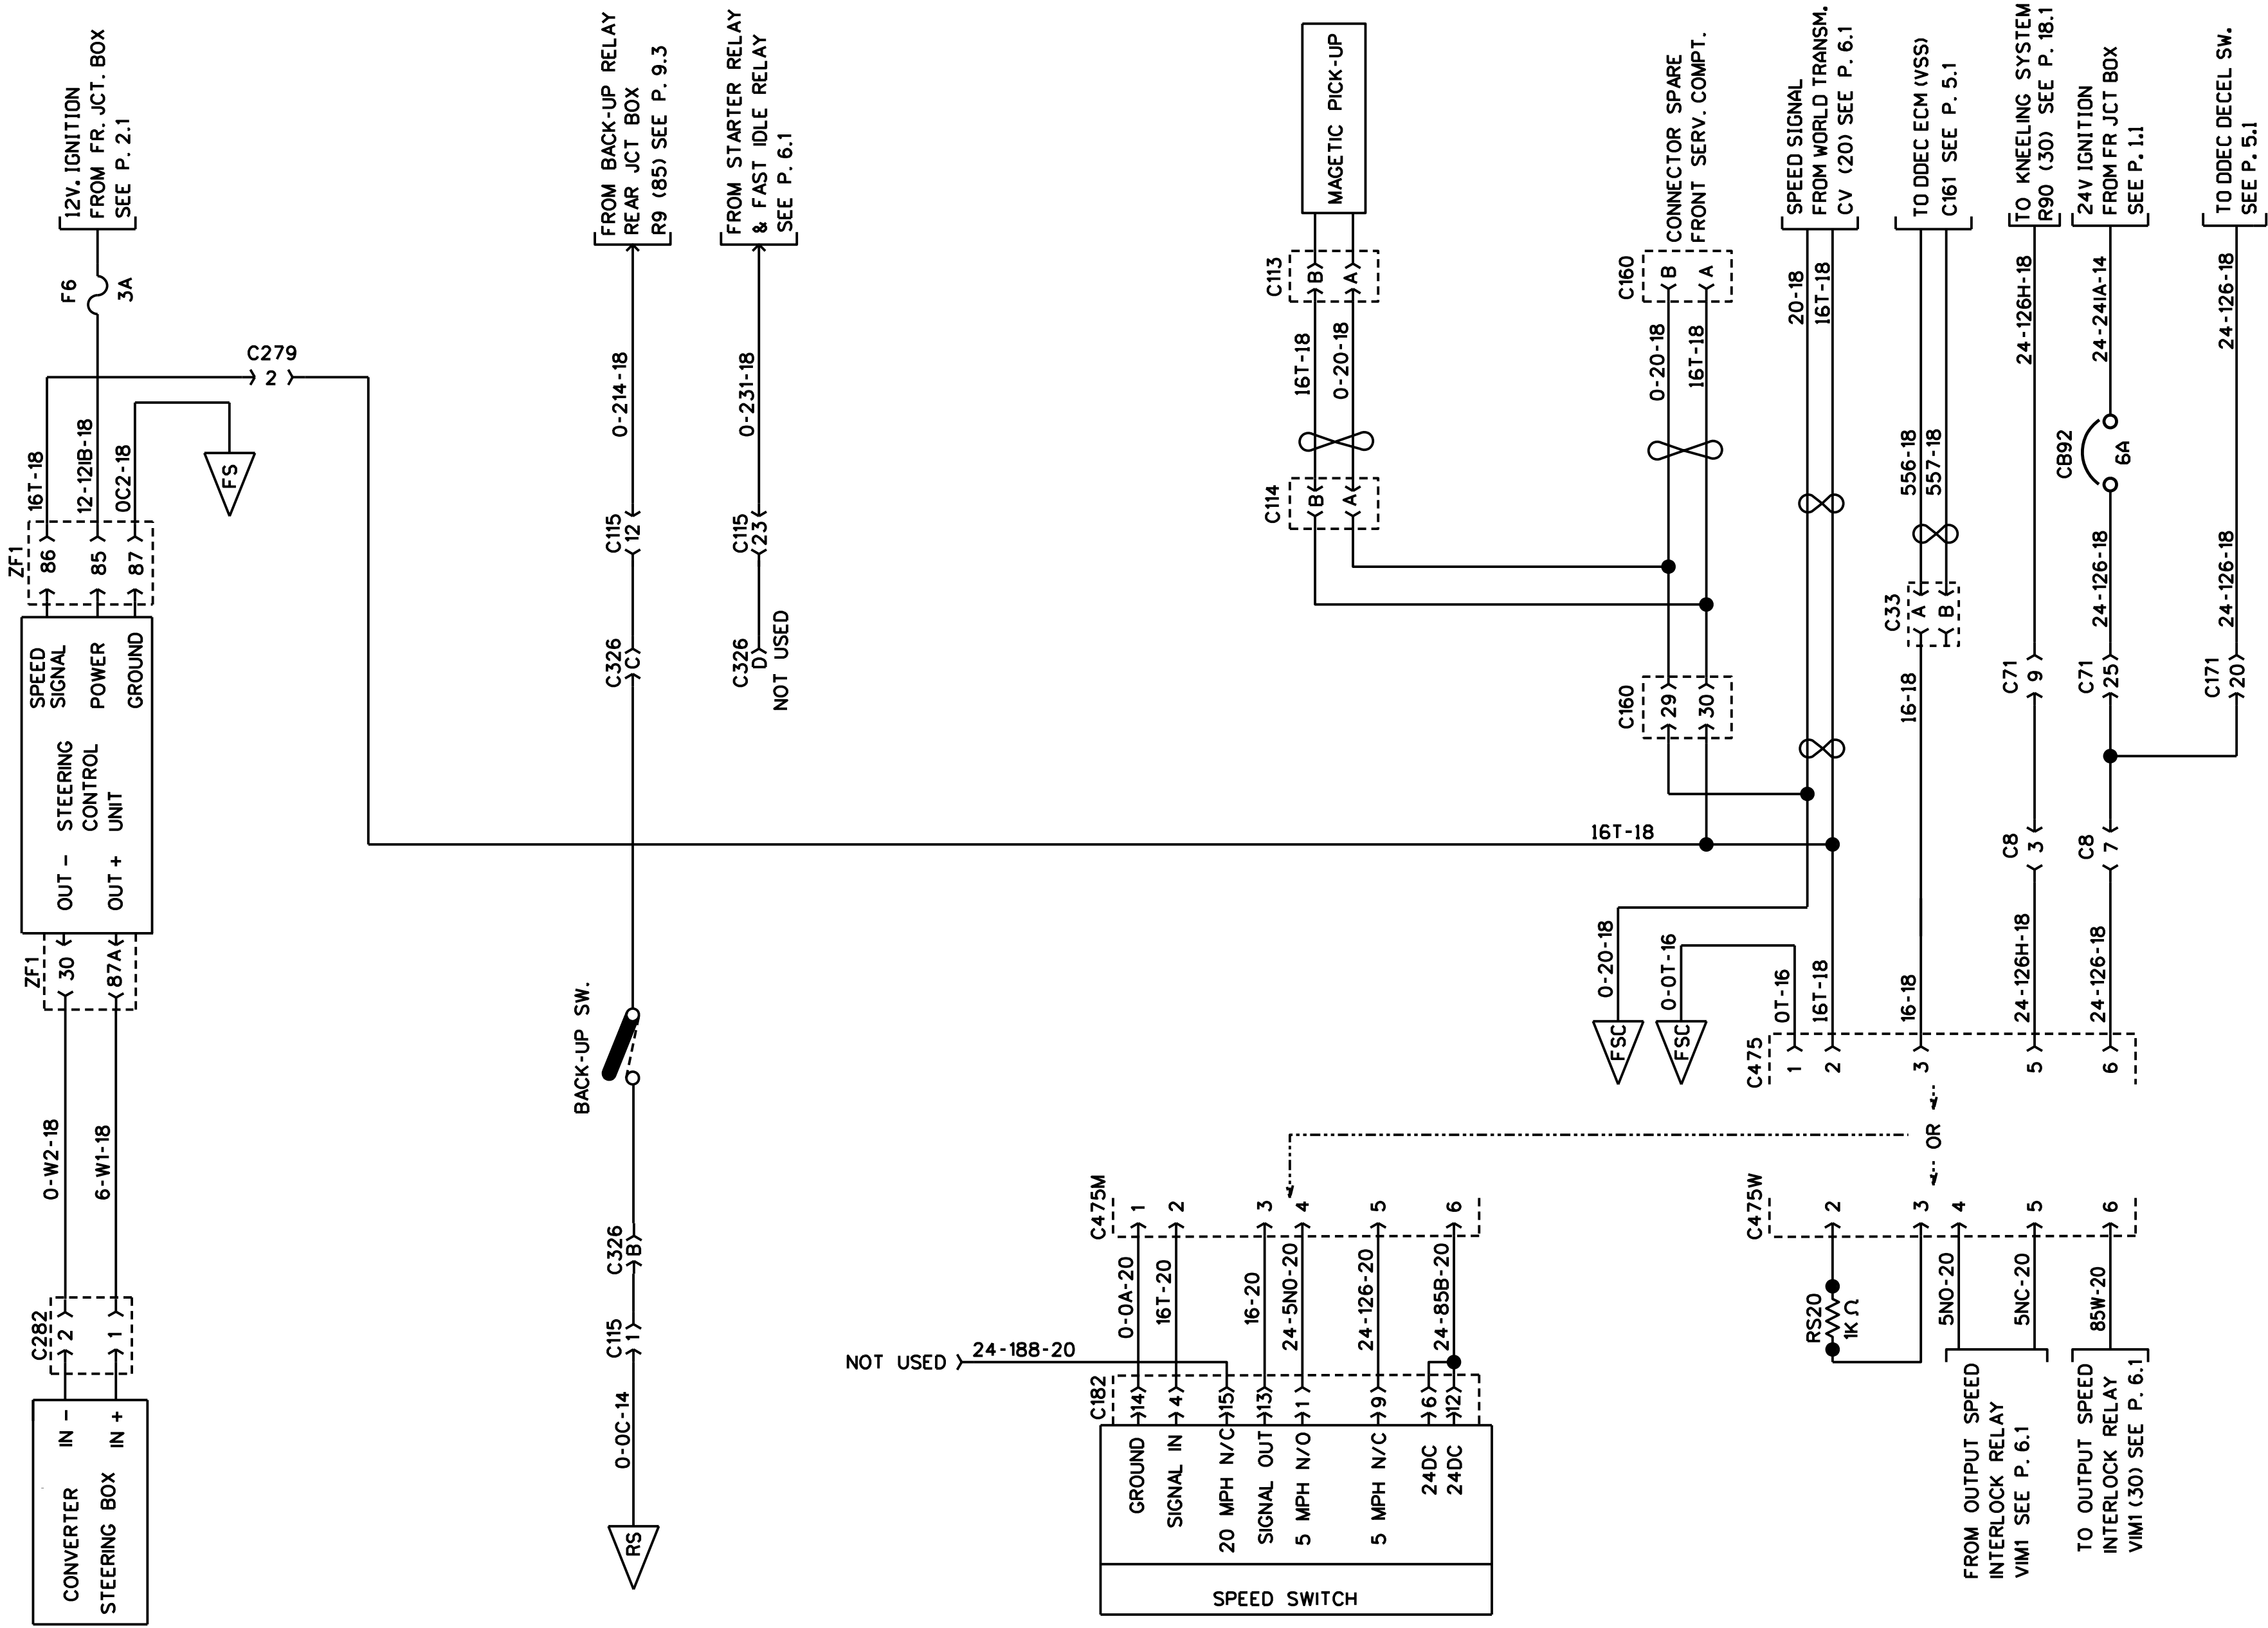 12V. IGNITION
FROM FR. JCT. BOX
SEE P. 2.1
F6
3A
C279
2
16T-18
12-12IB-18
0C2-18
FS
ZF1
86
85
87
SPEED
SIGNAL
POWER
GROUND
STEERING
CONTROL
UNIT
OUT -
OUT +
ZF1
30
87A
0-W2-18
6-W1-18
C282
2
1
IN -
IN +
CONVERTER
STEERING BOX
FROM BACK-UP RELAY
REAR JCT BOX
R9 (85) SEE P. 9.3
0-214-18
C115
12
C326
C
BACK-UP SW.
C326
B
C115
1
0-0C-14
RS
FROM STARTER RELAY
& FAST IDLE RELAY
SEE P. 6.1
0-231-18
C115
23
C326
D
NOT USED
MAGETIC PICK-UP
C113
B
A
16T-18
0-20-18
C114
B
A
CONNECTOR SPARE
FRONT SERV. COMPT.
C160
B
A
0-20-18
16T-18
C160
29
30
16T-18
SPEED SIGNAL
FROM WORLD TRANSM.
CV (20) SEE P. 6.1
20-18
16T-18
0-20-18
FSC
0-0T-16
FSC
0T-16
16T-18
TO DDEC ECM (VSS)
C161 SEE P. 5.1
556-18
557-18
C33
A
B
16-18
16-18
TO KNEELING SYSTEM
R90 (30) SEE P. 18.1
24-126H-18
C71
9
C8
3
24-126H-18
24V IGNITION
FROM FR JCT BOX
SEE P. 1.1
24-24IA-14
CB92
6A
24-126-18
C71
25
C8
7
24-126-18
TO DDEC DECEL SW.
SEE P. 5.1
24-126-18
24-126-18
C171
20
C475
1
2
3
5
6
OR
C475M
1
2
3
4
5
6
0-0A-20
16T-20
16-20
24-5NO-20
24-126-20
24-85B-20
NOT USED
24-188-20
C182
14
4
15
13
1
9
6
12
GROUND
SIGNAL IN
20 MPH N/C
SIGNAL OUT
5 MPH N/O
5 MPH N/C
24DC
24DC
SPEED SWITCH
C475W
2
3
4
5
6
RS20
1K Ω
5NO-20
5NC-20
85W-20
FROM OUTPUT SPEED
INTERLOCK RELAY
VIM1 SEE P. 6.1
TO OUTPUT SPEED
INTERLOCK RELAY
VIM1 (30) SEE P. 6.1